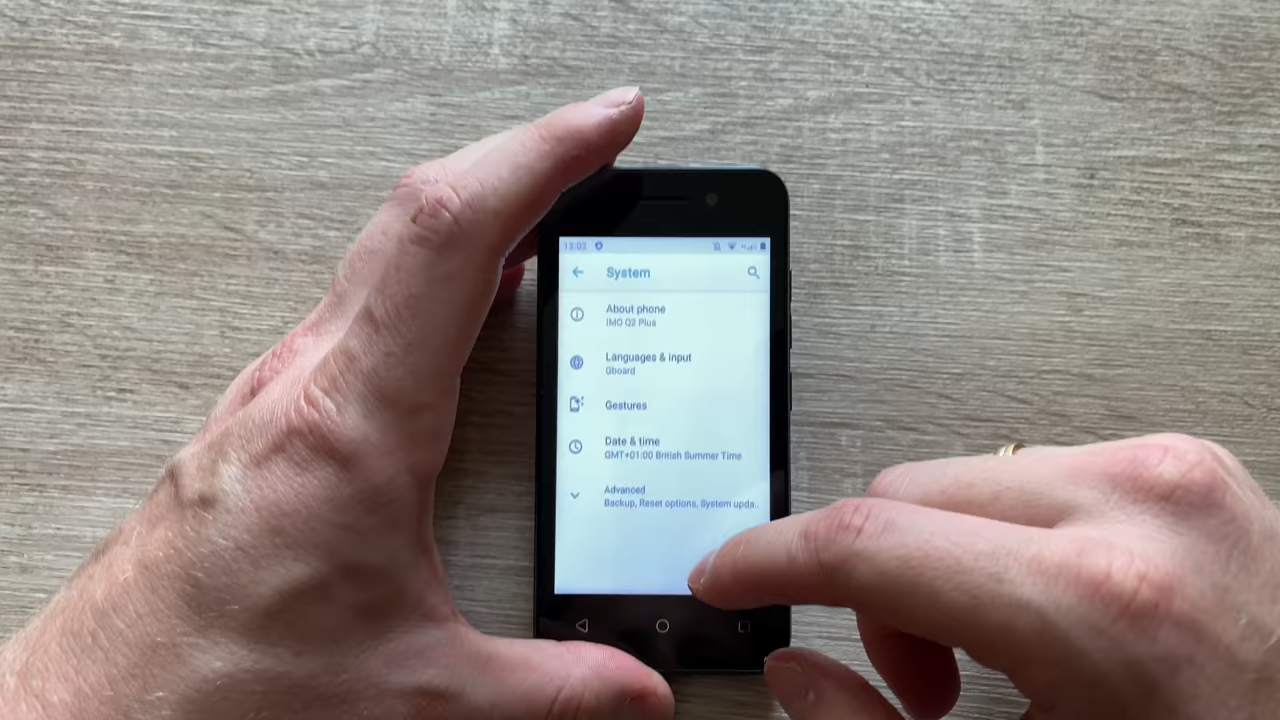 13:02
System
About phone
IMO Q2 Plus
Languages & input
Gboard
Gestures
Date & time
GMT+01:00 British Summer Time
Advanced
Backup, Reset options, System upda..